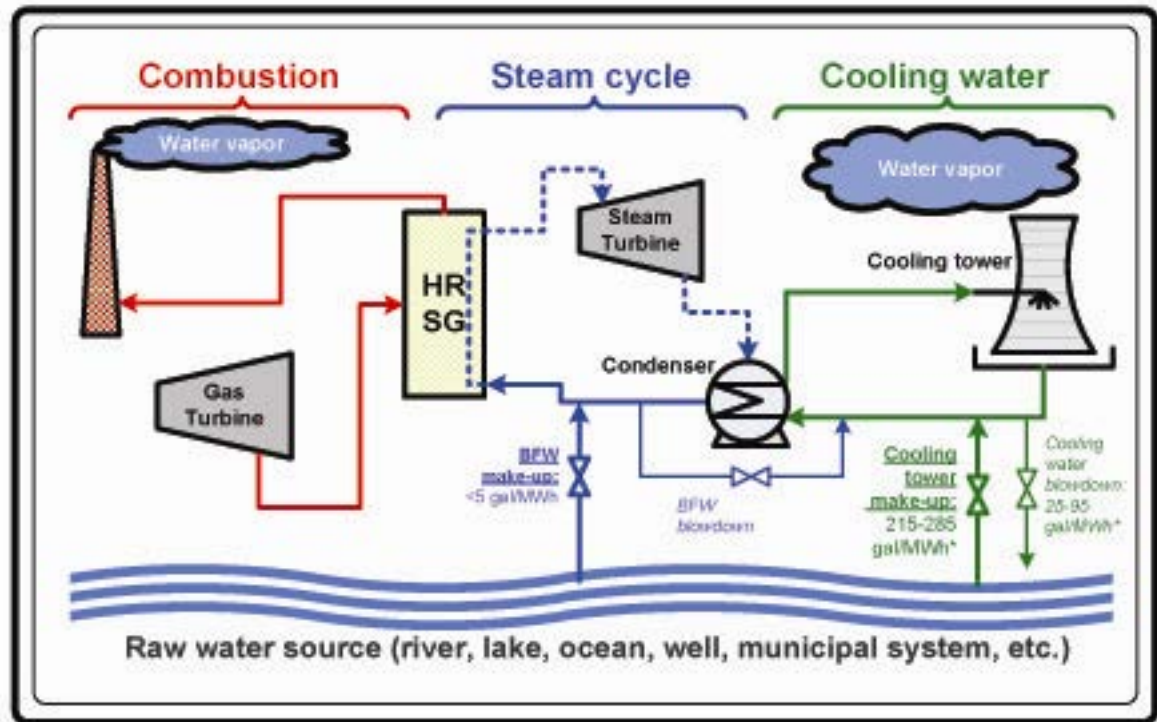 Combustion
Steam cycle
Cooling water
Water vapor
Water vapor
Steam
Turbine
Cooling tower
HR
SG
Condenser
Gas
Turbine
BFW
make-up:
<5 gal/MWh
BFW
blowdown
Cooling
tower
make-up:
215-285
gal/MWh*
Cooling
water
blowdown:
25-95
gal/MWh*
Raw water source (river, lake, ocean, well, municipal system, etc.)